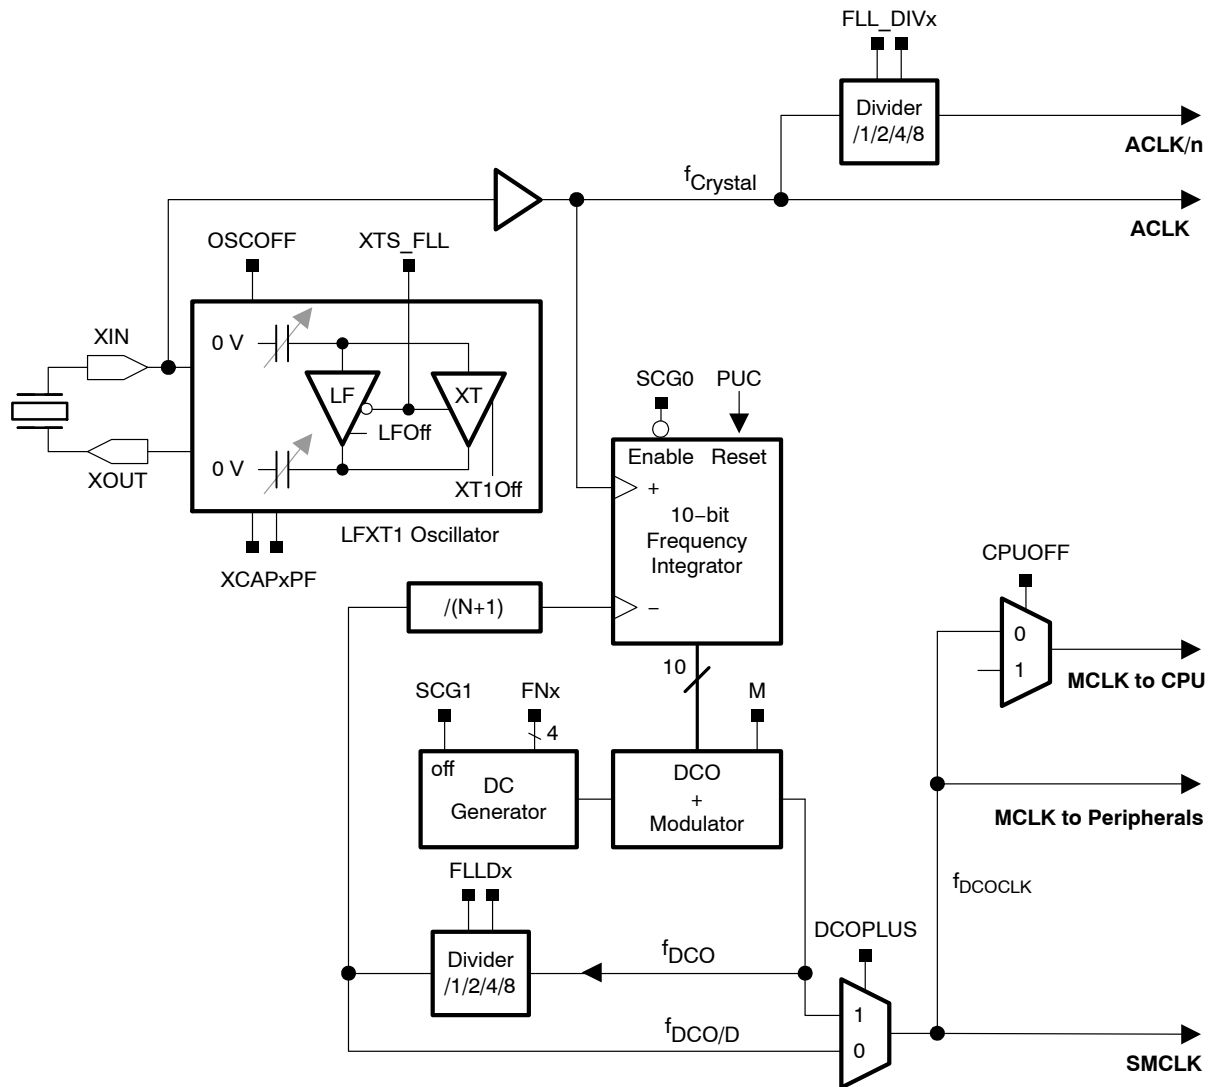 FLL_DIVx
Divider
/1/2/4/8
ACLK/n
fCrystal
ACLK
OSCOFF
XTS_FLL
XIN
0 V
LF
XT
LFOff
0 V
XT1Off
XOUT
LFXT1 Oscillator
XCAPxPF
SCG0
PUC
Enable
Reset
+
10−bit
Frequency
Integrator
−
/(N+1)
CPUOFF
0
1
MCLK to CPU
10
SCG1
FNx
4
M
off
DC
Generator
DCO
+
Modulator
MCLK to Peripherals
fDCOCLK
FLLDx
Divider
/1/2/4/8
fDCO
DCOPLUS
1
0
fDCO/D
SMCLK